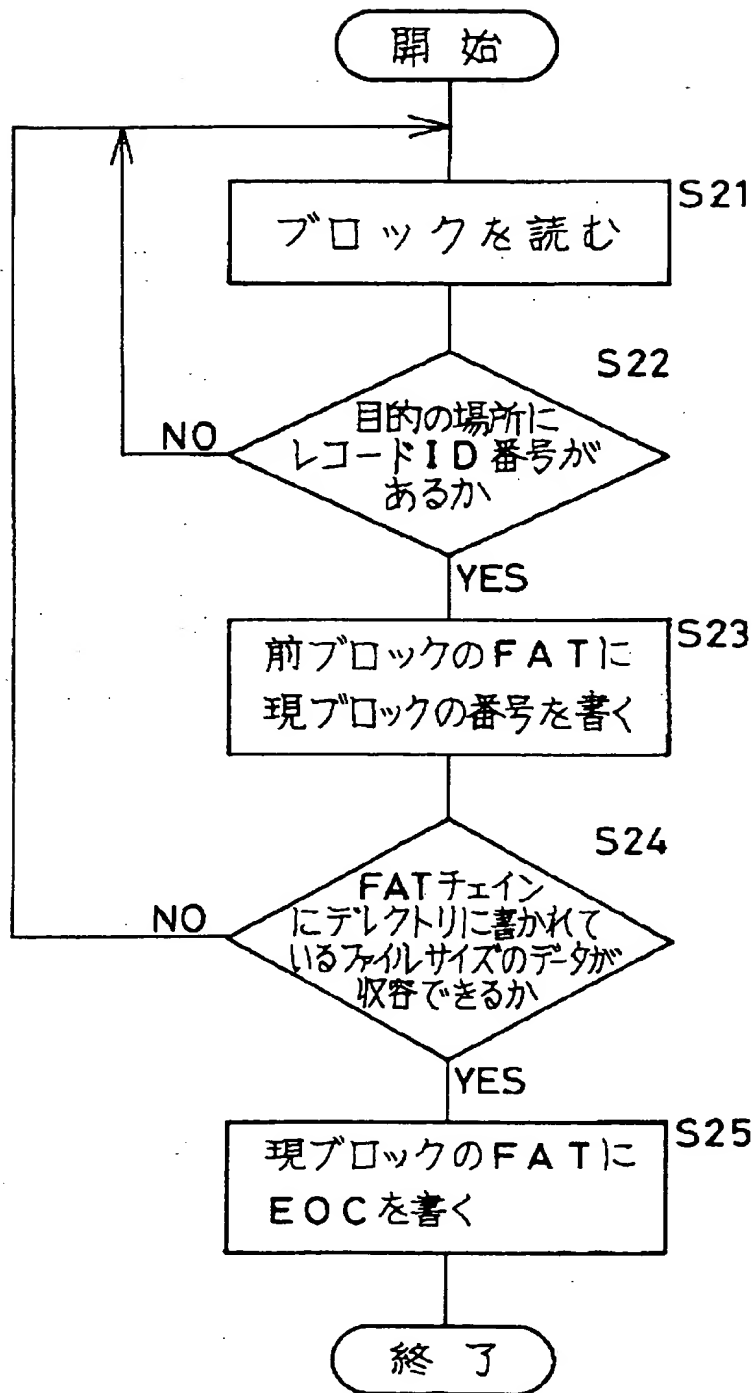 開始
S21
ブロックを読む
S22
目的の場所に
レコードID番号が
あるか
NO
YES
S23
前ブロックのFATに
現ブロックの番号を書く
S24
FATチェイン
にデレクトリに書かれて
いるファイルサイズのデータが
収容できるか
NO
YES
S25
現ブロックのFATに
EOCを書く
終了